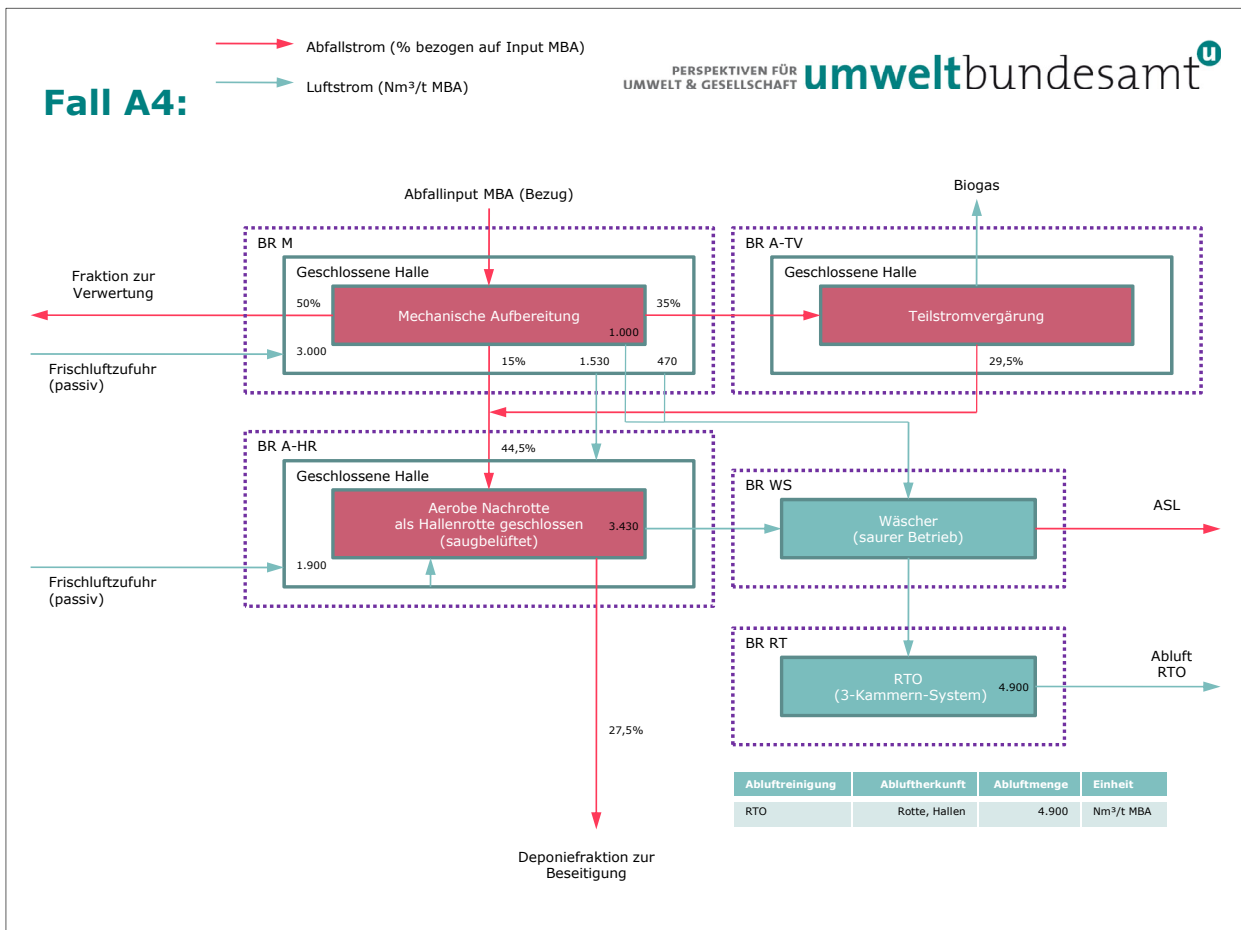 Abfallstrom (% bezogen auf Input MBA)
Luftstrom (Nm³/t MBA)
Fall A4:
PERSPEKTIVEN FÜR
UMWELT & GESELLSCHAFT
umweltbundesamt
u
Abfallinput MBA (Bezug)
Biogas
BR M
BR A-TV
Geschlossene Halle
Geschlossene Halle
Fraktion zur
Verwertung
50%
Mechanische Aufbereitung
1.000
35%
Teilstromvergärung
3.000
15%
1.530
470
29,5%
Frischluftzufuhr
(passiv)
BR A-HR
44,5%
Geschlossene Halle
Aerobe Nachrotte
als Hallenrotte geschlossen
(saugbelüftet)
3.430
1.900
Frischluftzufuhr
(passiv)
BR WS
Wäscher
(saurer Betrieb)
ASL
BR RT
RTO
(3-Kammern-System)
4.900
Abluft
RTO
27,5%
Abluftreinigung Abluftherkunft Abluftmenge Einheit
RTO Rotte, Hallen 4.900 Nm³/t MBA
Deponiefraktion zur
Beseitigung